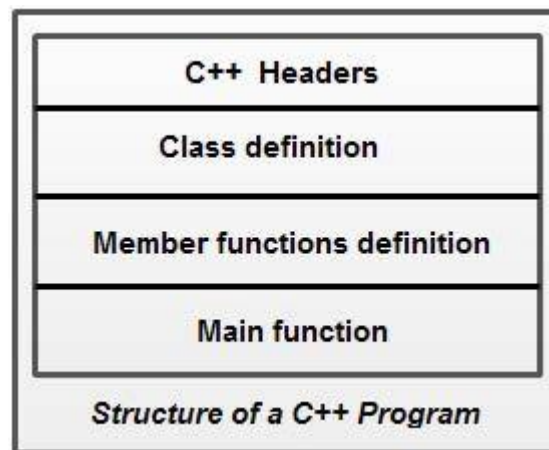 C++ Headers
Class definition
Member functions definition
Main function
Structure of a C++ Program